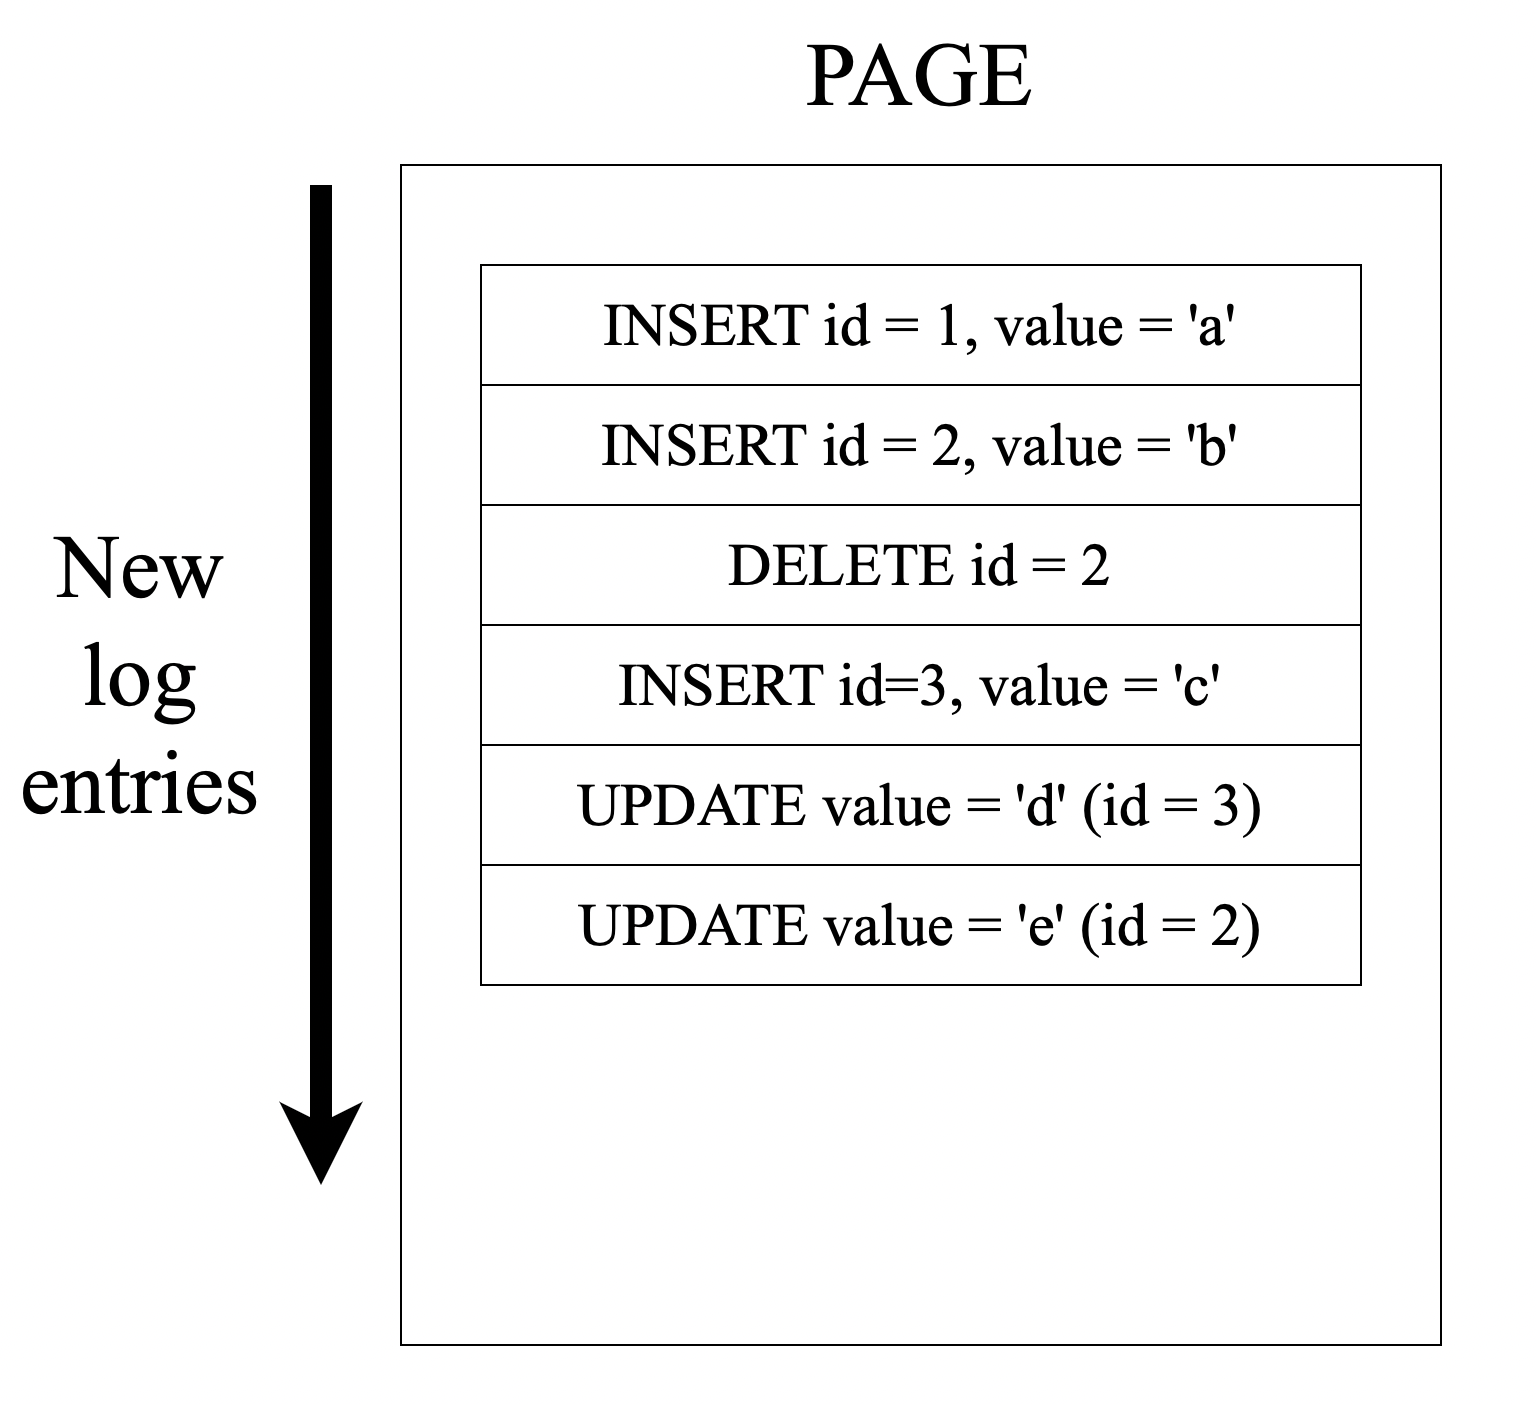 PAGE
INSERT id = 1, value = 'a'
INSERT id = 2, value = 'b'
DELETE id = 2
INSERT id=3, value = 'c'
UPDATE value = 'd' (id = 3)
UPDATE value = 'e' (id = 2)
New
log
entries